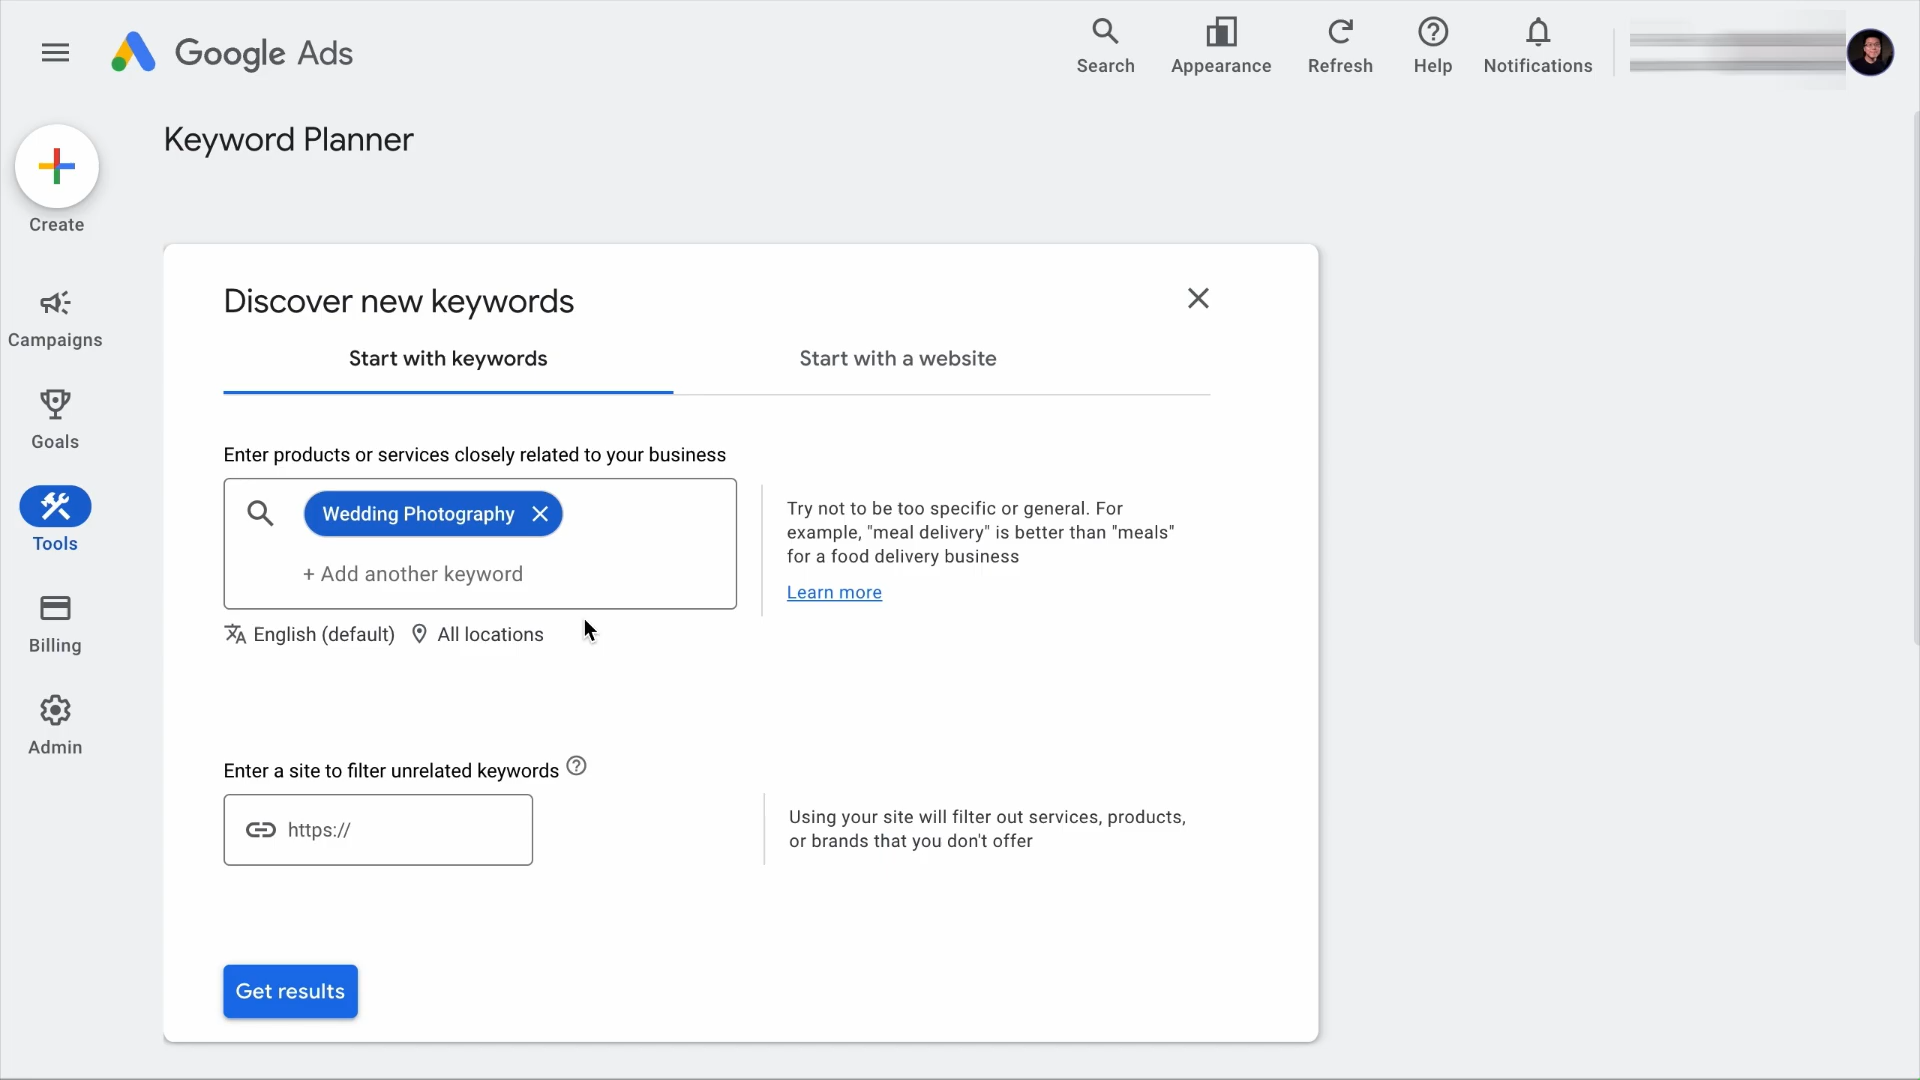 Google Ads
Search
Appearance
Refresh
Help
Notifications
Keyword Planner
Create
Campaigns
Goals
Tools
Billing
Admin
Discover new keywords
Start with keywords
Start with a website
Enter products or services closely related to your business
Wedding Photography
+ Add another keyword
English (default)
All locations
Try not to be too specific or general. For
example, "meal delivery" is better than "meals"
for a food delivery business
Learn more
Enter a site to filter unrelated keywords
https://
Using your site will filter out services, products,
or brands that you don't offer
Get results